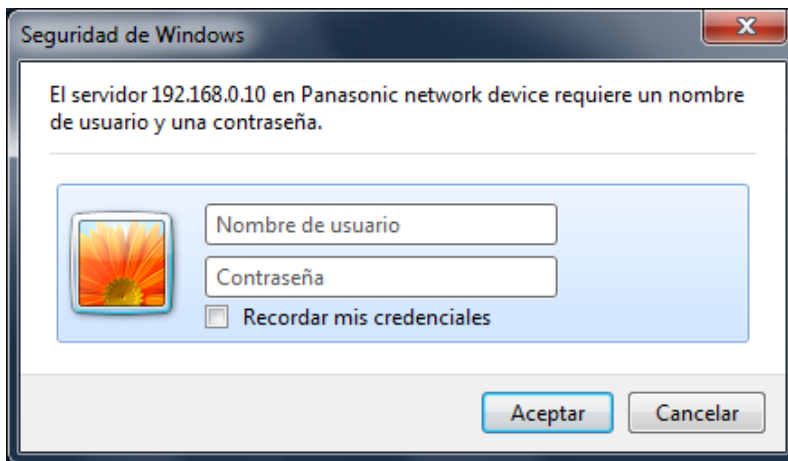 Seguridad de Windows
El servidor 192.168.0.10 en Panasonic network device requiere un nombre
de usuario y una contraseña.
Nombre de usuario
Contraseña
Recordar mis credenciales
Aceptar
Cancelar